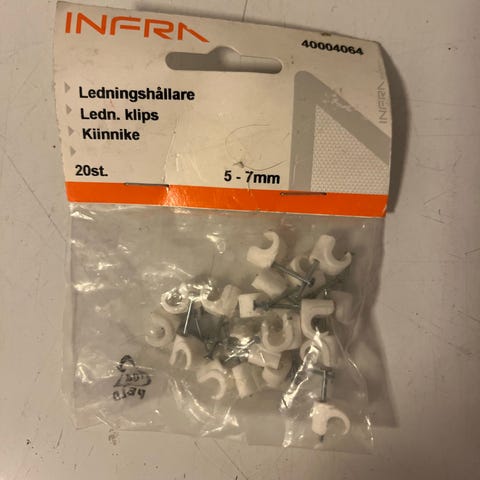 INFRA
40004064
INFRA
Ledningshållare
Ledn. klips
Kiinnike
20st.
5 - 7mm